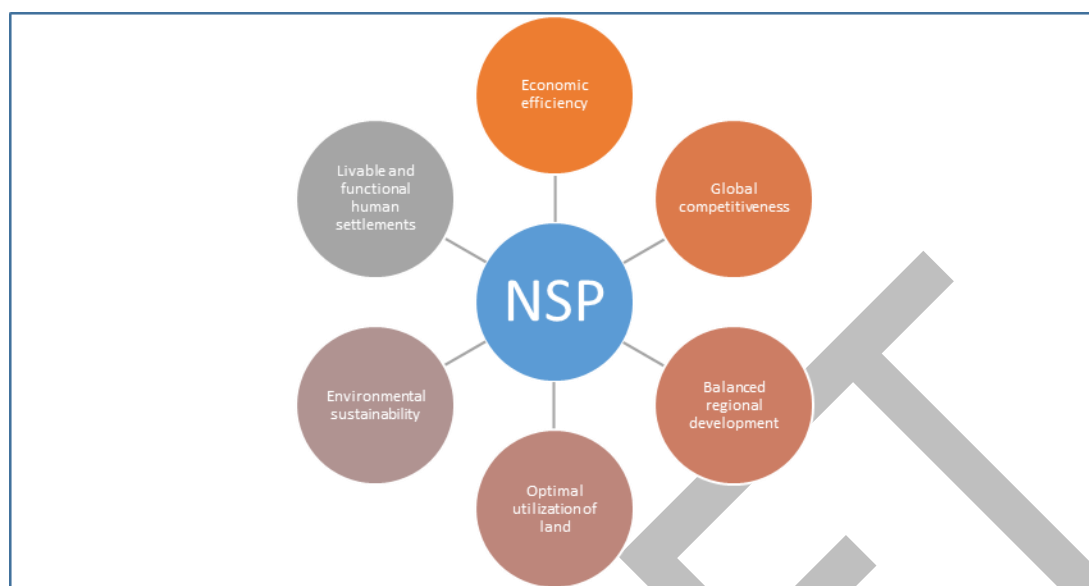 Economic
efficiency
Global
competitiveness
Balanced
regional
development
Optimal
utilization of
land
Environmental
sustainability
Livable and
functional
human
settlements
NSP